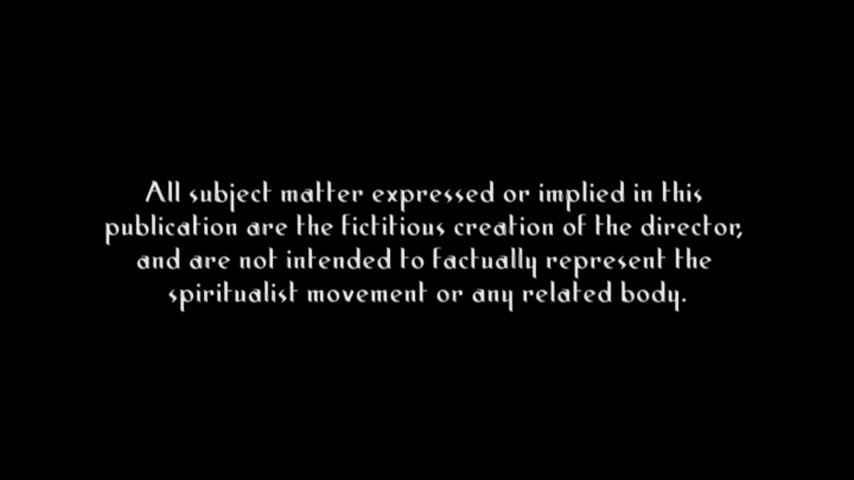 All subject matter expressed or implied in this
publication are the fictitious creation of the director,
and are not intended to factually represent the
spiritualist movement or any related body.